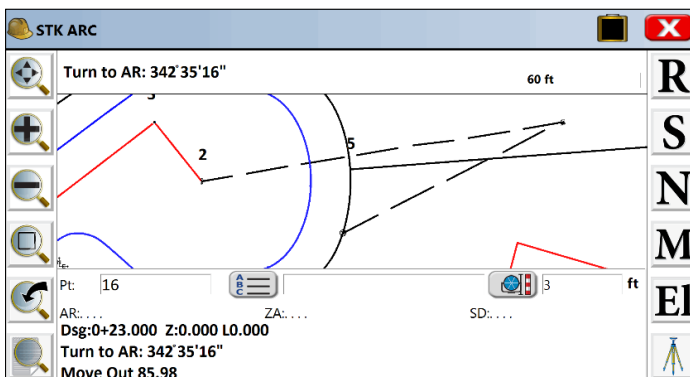 STK ARC
Turn to AR: 342°35'16"
60 ft
R
S
N
M
El
2
5
Pt: 16
A
B
C
3 ft
AR:. . . . ZA:. . . . SD:. . . .
Dsg:0+23.000 Z:0.000 L0.000
Turn to AR: 342°35'16"
Move Out 85.98